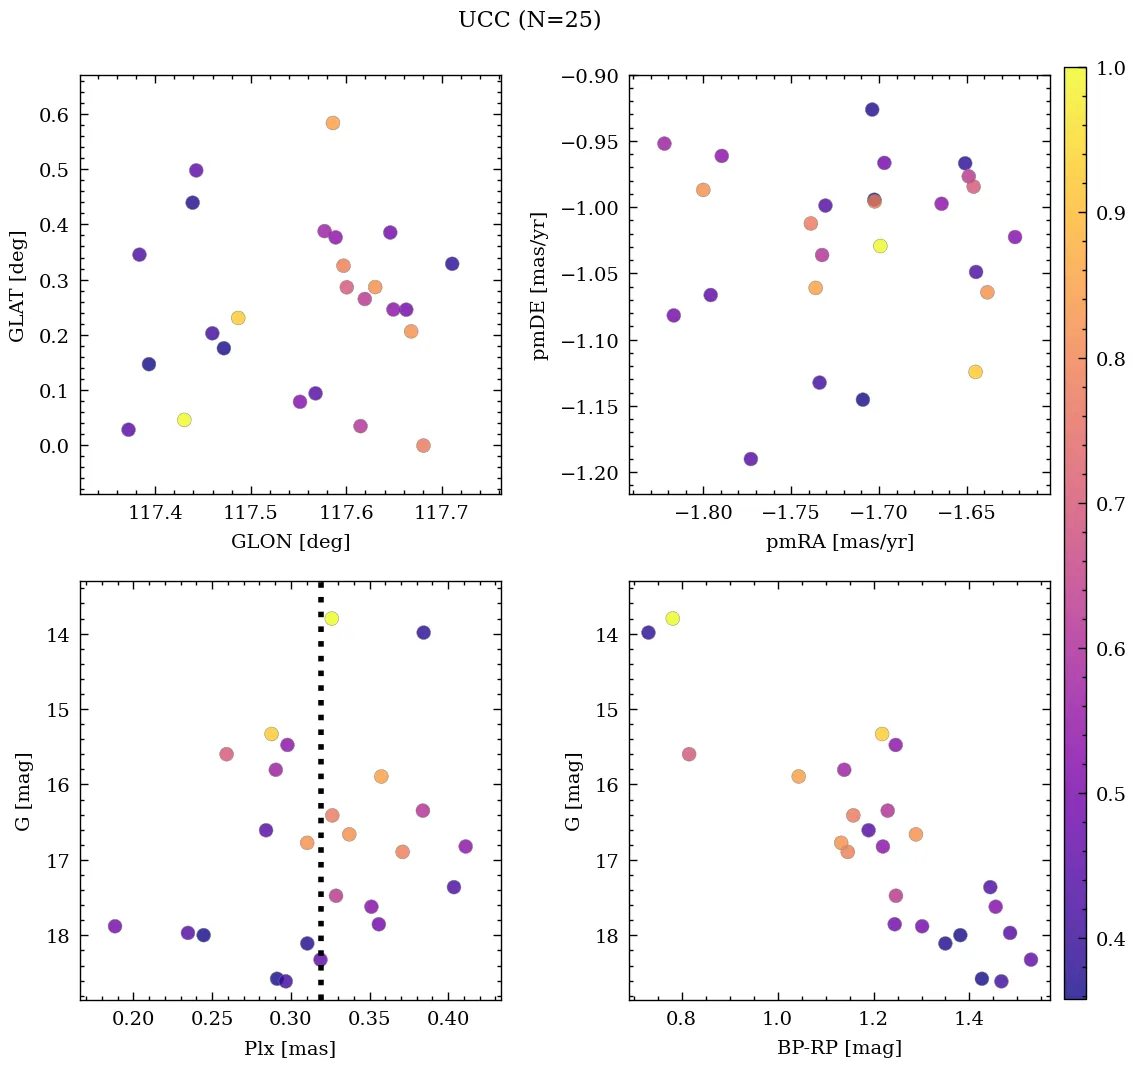 UCC (N=25)
0.6
0.5
0.4
0.3
0.2
0.1
0.0
GLAT [deg]
117.4 117.5 117.6 117.7
GLON [deg]
−0.90
−0.95
−1.00
−1.05
−1.10
−1.15
−1.20
pmDE [mas/yr]
−1.80 −1.75 −1.70 −1.65
pmRA [mas/yr]
14
15
16
17
18
G [mag]
0.20 0.25 0.30 0.35 0.40
Plx [mas]
14
15
16
17
18
G [mag]
0.8 1.0 1.2 1.4
BP-RP [mag]
1.0
0.9
0.8
0.7
0.6
0.5
0.4